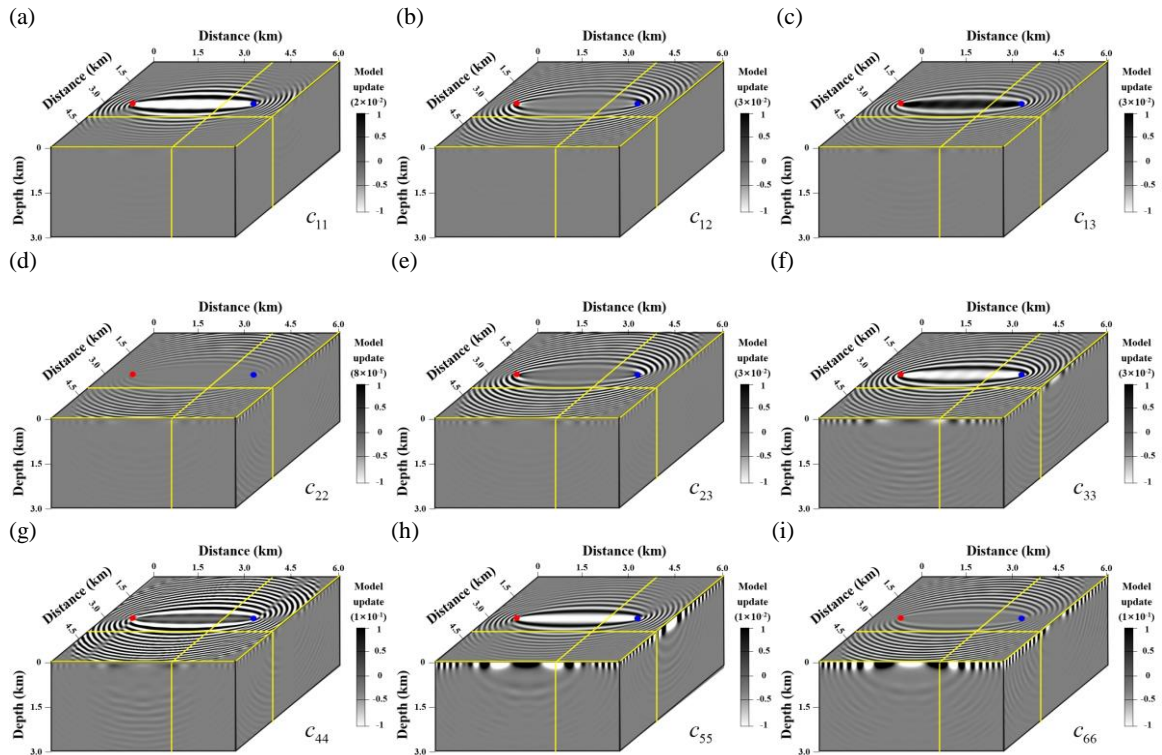 (a)
Distance (km)
0 1.5 3.0 4.5 6.0
Distance (km)
1.5
3.0
4.5
Depth (km)
0
1.5
3.0
Model
update
(2×10⁻²)
1
0.5
0
-0.5
-1
c₁₁
(b)
Distance (km)
0 1.5 3.0 4.5 6.0
Distance (km)
1.5
3.0
4.5
Depth (km)
0
1.5
3.0
Model
update
(3×10⁻²)
1
0.5
0
-0.5
-1
c₁₂
(c)
Distance (km)
0 1.5 3.0 4.5 6.0
Distance (km)
1.5
3.0
4.5
Depth (km)
0
1.5
3.0
Model
update
(3×10⁻²)
1
0.5
0
-0.5
-1
c₁₃
(d)
Distance (km)
0 1.5 3.0 4.5 6.0
Distance (km)
1.5
3.0
4.5
Depth (km)
0
1.5
3.0
Model
update
1
0.5
0
-0.5
-1
c₂₂
(e)
Distance (km)
0 1.5 3.0 4.5 6.0
Distance (km)
1.5
3.0
4.5
Depth (km)
0
1.5
3.0
Model
update
(3×10⁻²)
1
0.5
0
-0.5
-1
c₂₃
(f)
Distance (km)
0 1.5 3.0 4.5 6.0
Distance (km)
1.5
3.0
4.5
Depth (km)
0
1.5
3.0
Model
update
(3×10⁻²)
1
0.5
0
-0.5
-1
c₃₃
(g)
Distance (km)
0 1.5 3.0 4.5 6.0
Distance (km)
1.5
3.0
4.5
Depth (km)
0
1.5
3.0
Model
update
1
0.5
0
-0.5
-1
c₄₄
(h)
Distance (km)
0 1.5 3.0 4.5 6.0
Distance (km)
1.5
3.0
4.5
Depth (km)
0
1.5
3.0
Model
update
(1×10⁻²)
1
0.5
0
-0.5
-1
c₅₅
(i)
Distance (km)
0 1.5 3.0 4.5 6.0
Distance (km)
1.5
3.0
4.5
Depth (km)
0
1.5
3.0
Model
update
1
0.5
0
-0.5
-1
c₆₆